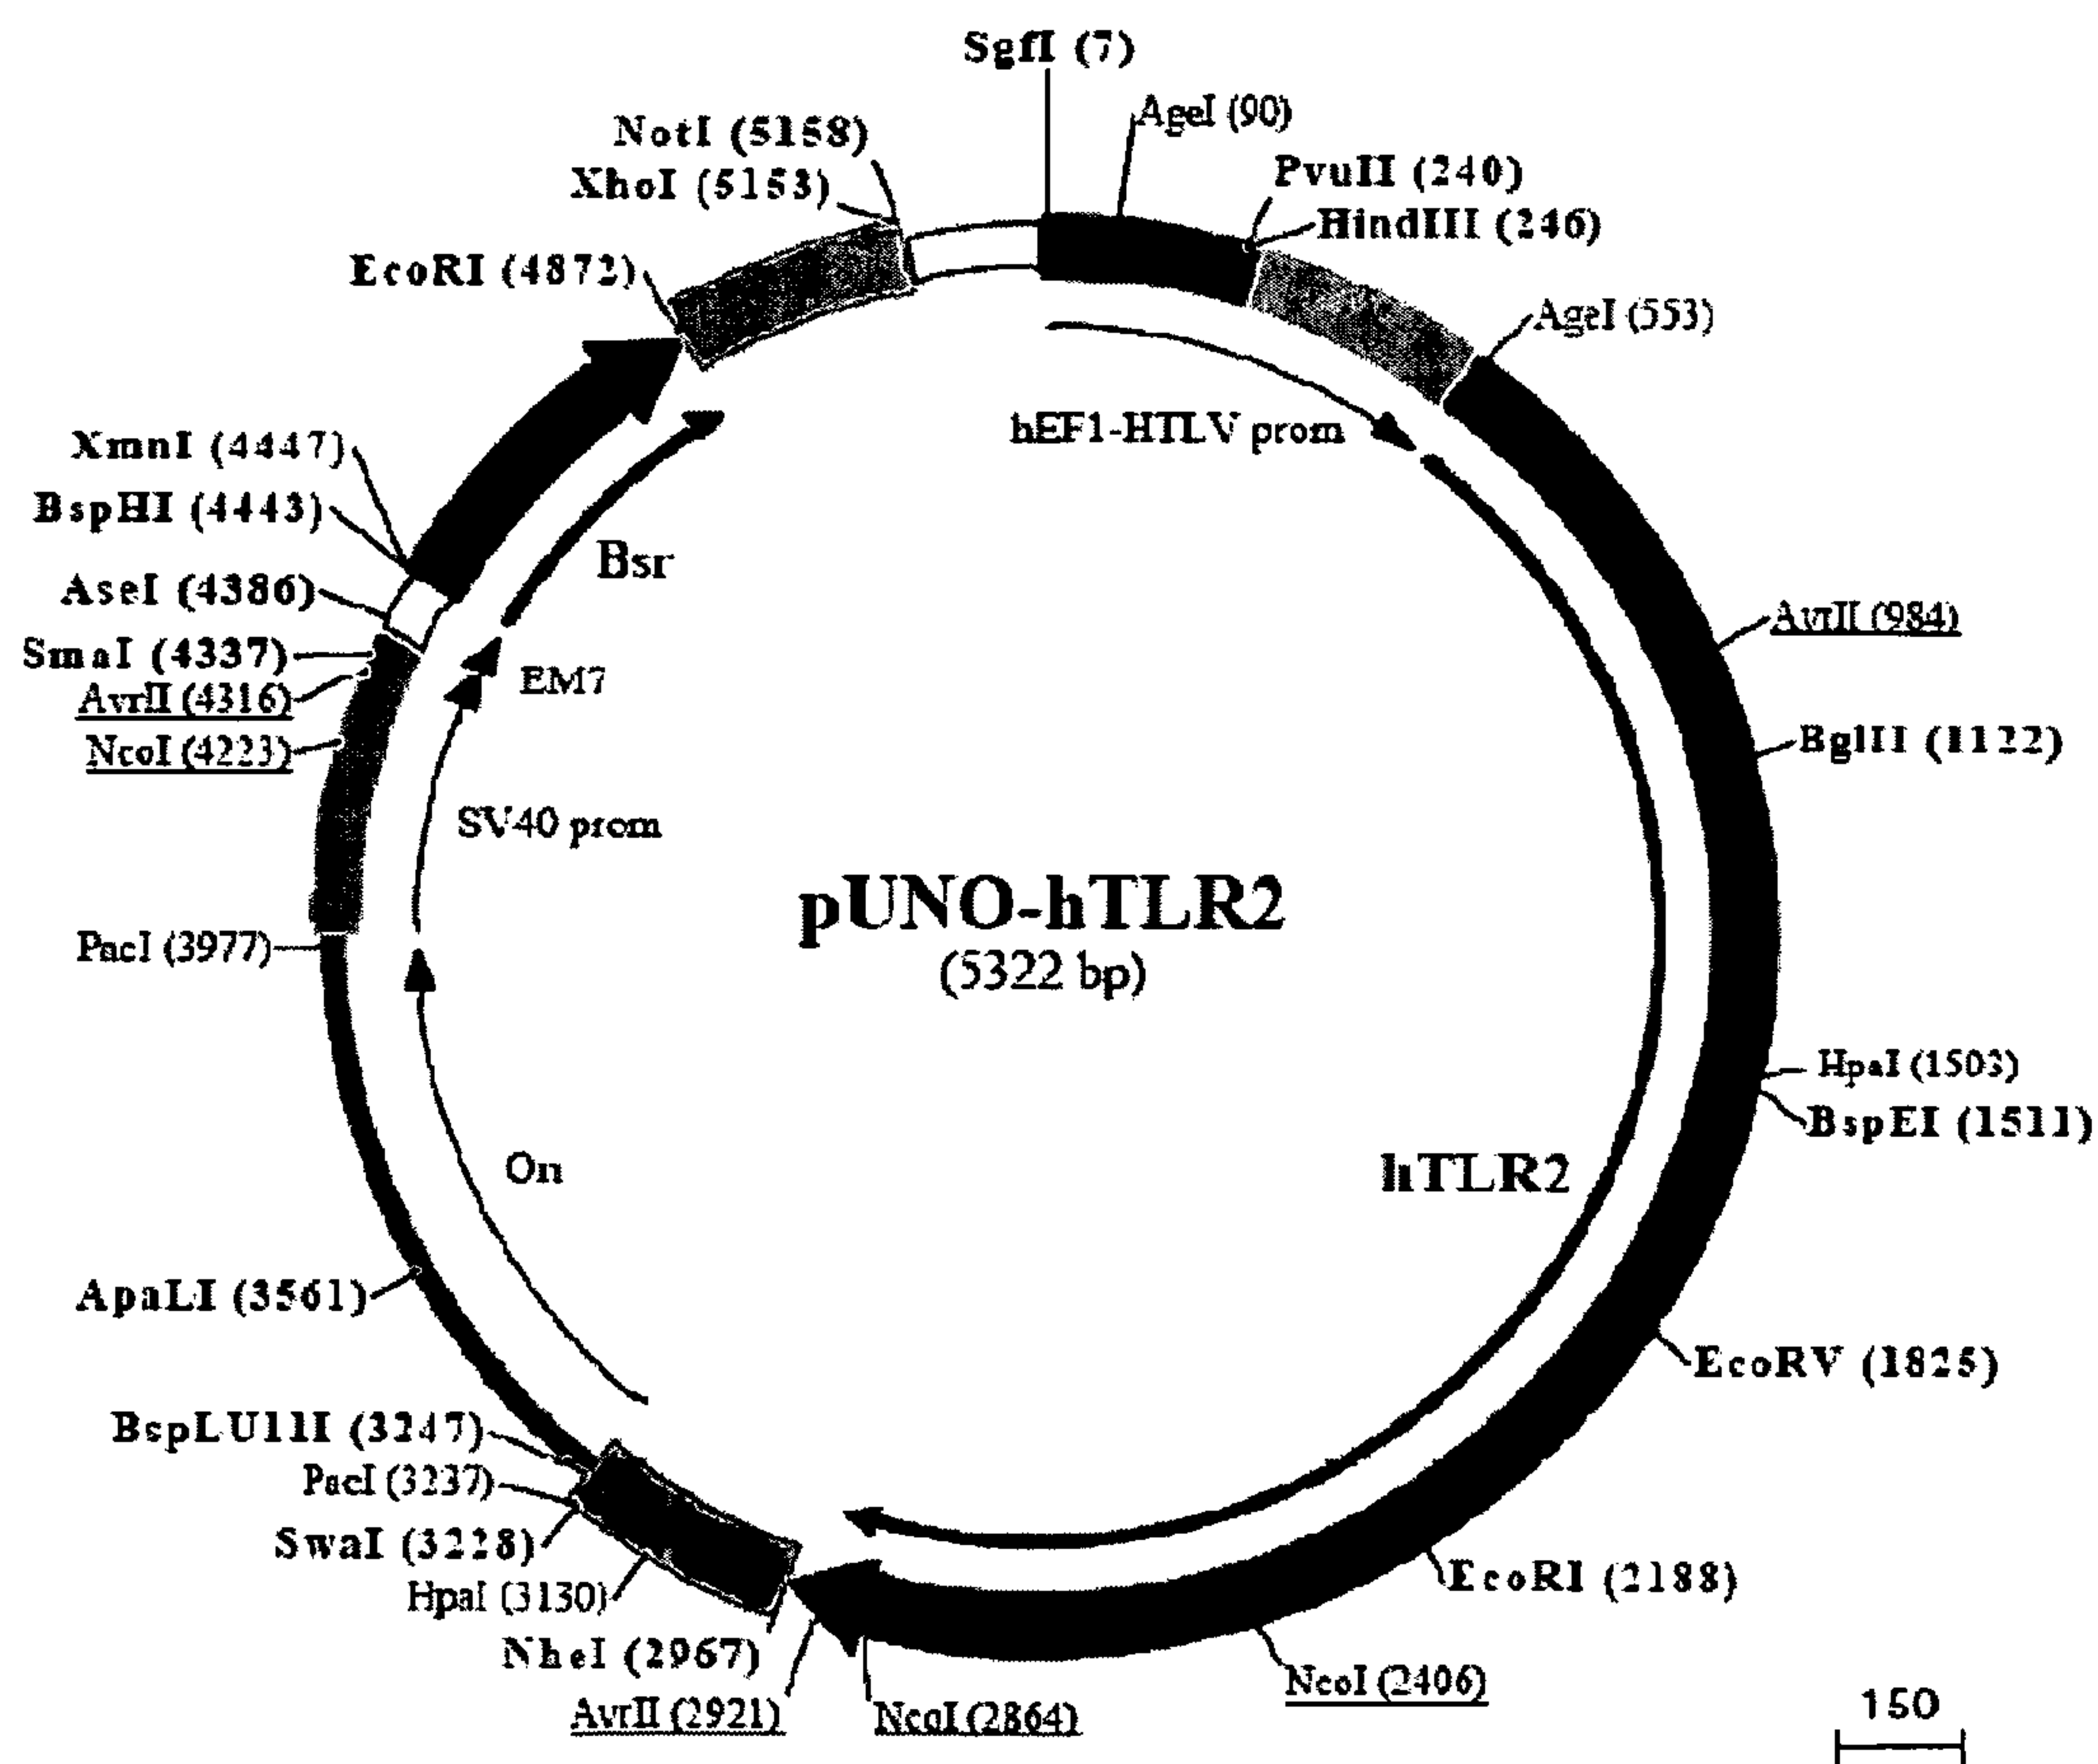 SgfI (7)
AgeI (90)
NotI (5158)
XhoI (5153)
PvuII (240)
HindIII (246)
EcoRI (4872)
AgeI (553)
hEF1-HTLV prom
XmnI (4447)
BspHI (4443)
Bsr
AseI (4386)
AvrII (984)
SmaI (4337)
EM7
AvrII (4316)
NcoI (4223)
BglII (1122)
SV40 prom
pUNO-hTLR2
(5322 bp)
PacI (3977)
HpaI (1503)
BspEI (1511)
Ori
hTLR2
ApaLI (3561)
EcoRV (1825)
BspLU11I (3247)
PacI (3237)
SwaI (3228)
EcoRI (2188)
HpaI (3130)
NheI (2967)
NcoI (2406)
AvrII (2921)
NcoI (2864)
150